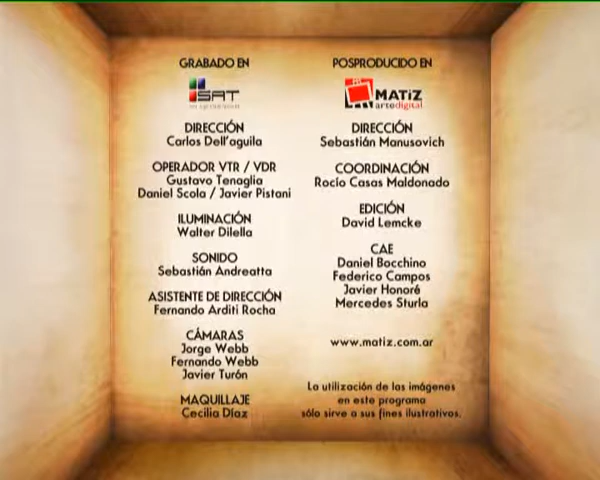 GRABADO EN
SAT
DIRECCIÓN
Carlos Dell'aguila
OPERADOR VTR / VDR
Gustavo Tenaglia
Daniel Scola / Javier Pistani
ILUMINACIÓN
Walter Dilella
SONIDO
Sebastián Andreatta
ASISTENTE DE DIRECCIÓN
Fernando Arditi Rocha
CÁMARAS
Jorge Webb
Fernando Webb
Javier Turón
MAQUILLAJE
Cecilia Díaz
POSPRODUCIDO EN
MATIZ
artedigital
DIRECCIÓN
Sebastián Manusovich
COORDINACIÓN
Rocío Casas Maldonado
EDICIÓN
David Lemcke
CAE
Daniel Bocchino
Federico Campos
Javier Honoré
Mercedes Sturla
www.matiz.com.ar
La utilización de las imágenes
en este programa
sólo sirve a sus fines ilustrativos.